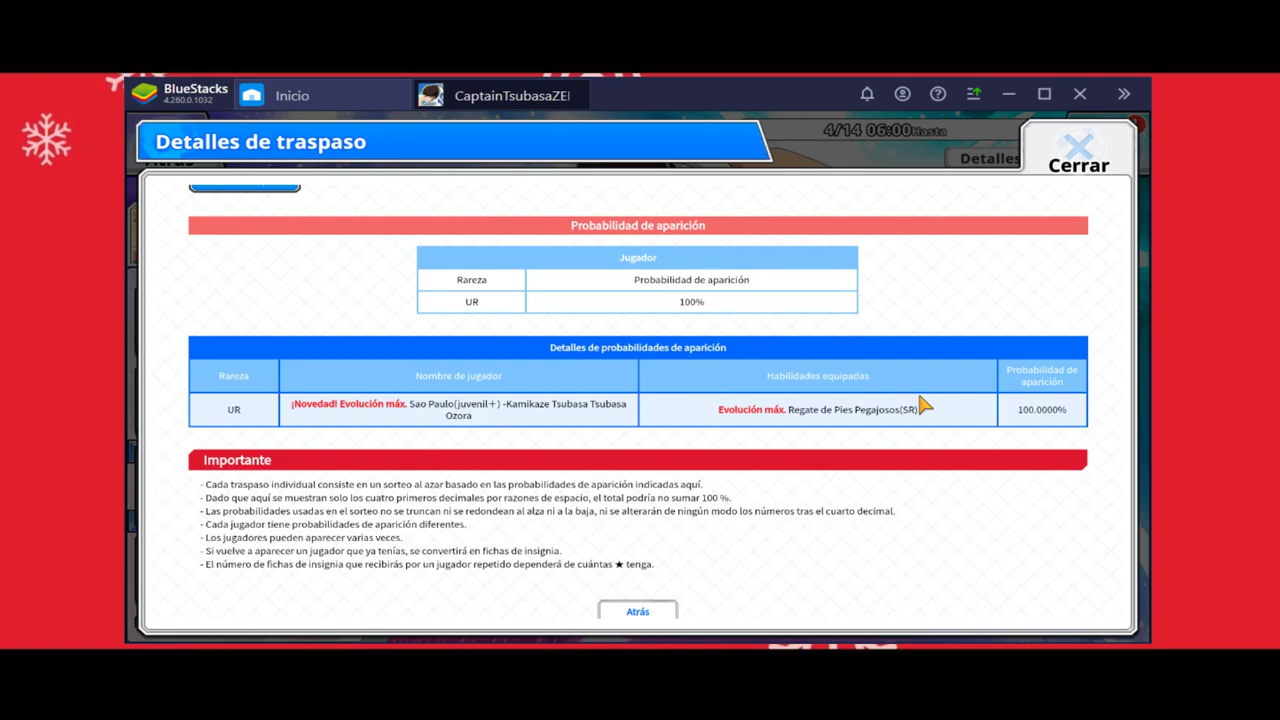 BlueStacks
4.260.0.1032
Inicio
CaptainTsubasaZE
Detalles de traspaso
4/14 06:00Hasta
Detalles
Cerrar
Probabilidad de aparición
Jugador
Rareza
Probabilidad de aparición
UR
100%
Detalles de probabilidades de aparición
Rareza
Nombre de jugador
Habilidades equipadas
Probabilidad de
aparición
UR
¡Novedad! Evolución máx. Sao Paulo(juvenil+) -Kamikaze Tsubasa Tsubasa
Ozora
Evolución máx. Regate de Pies Pegajosos(SR)
100.0000%
Importante
- Cada traspaso individual consiste en un sorteo al azar basado en las probabilidades de aparición indicadas aquí.
- Dado que aquí se muestran solo los cuatro primeros decimales por razones de espacio, el total podría no sumar 100 %.
- Las probabilidades usadas en el sorteo no se truncan ni se redondean al alza ni a la baja, ni se alterarán de ningún modo los números tras el cuarto decimal.
- Cada jugador tiene probabilidades de aparición diferentes.
- Los jugadores pueden aparecer varias veces.
- Si vuelve a aparecer un jugador que ya tenías, se convertirá en fichas de insignia.
- El número de fichas de insignia que recibirás por un jugador repetido dependerá de cuántas ★ tenga.
Atrás